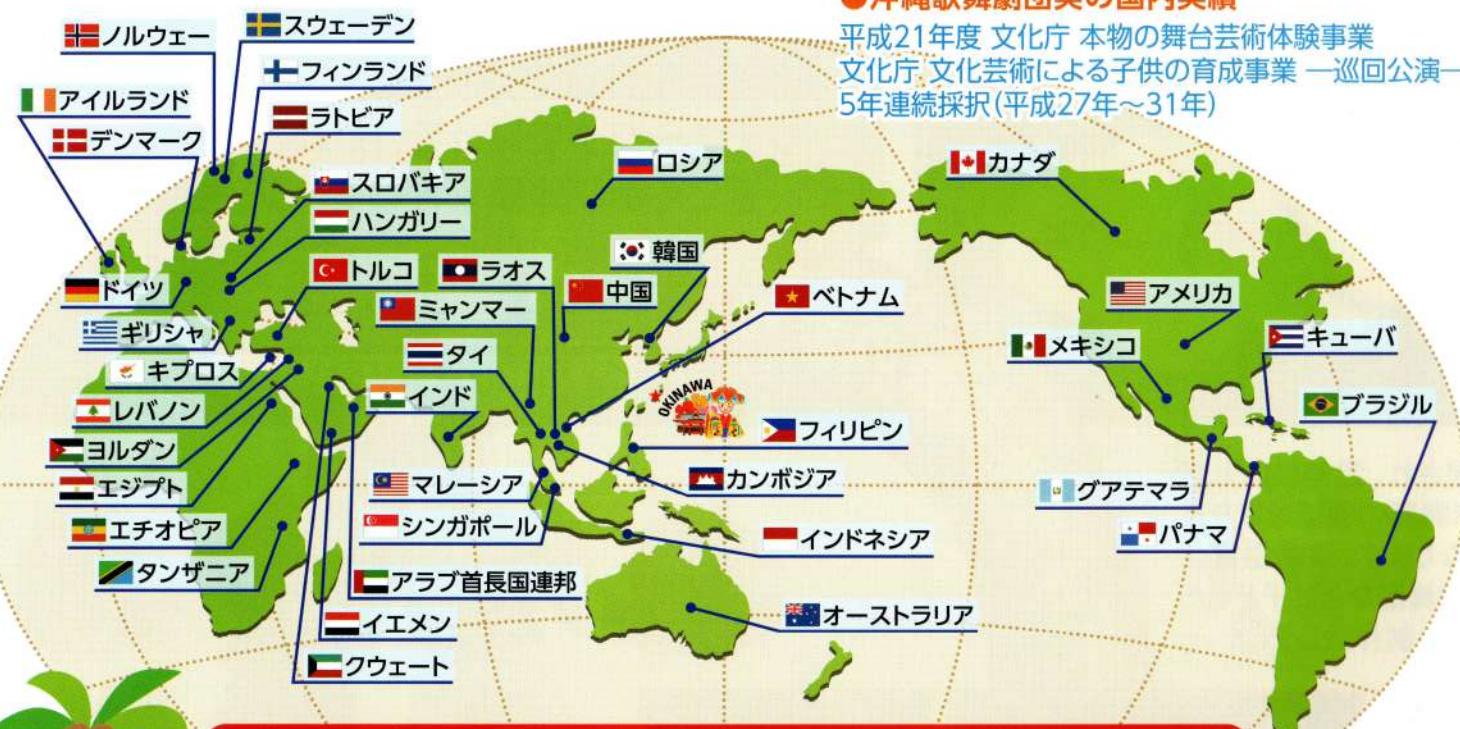 ●沖縄歌舞劇団美の国内実績
平成21年度 文化庁 本物の舞台芸術体験事業
文化庁 文化芸術による子供の育成事業 ―巡回公演―
5年連続採択(平成27年~31年)
ノルウェー
スウェーデン
フィンランド
アイルランド
ラトビア
デンマーク
スロバキア
ハンガリー
ロシア
カナダ
韓国
ドイツ
トルコ
ラオス
中国
ベトナム
アメリカ
ミャンマー
ギリシャ
タイ
メキシコ
キューバ
キプロス
インド
OKINAWA
レバノン
ブラジル
ヨルダン
フィリピン
エジプト
マレーシア
カンボジア
グアテマラ
エチオピア
シンガポール
インドネシア
パナマ
タンザニア
アラブ首長国連邦
イエメン
オーストラリア
クウェート